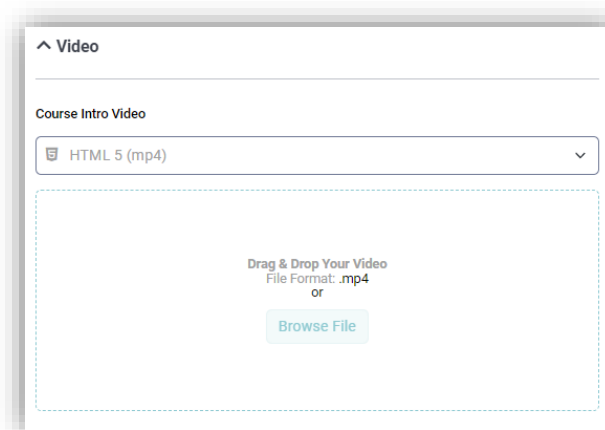 Video
Course Intro Video
HTML 5 (mp4)
Drag & Drop Your Video
File Format: .mp4
or
Browse File